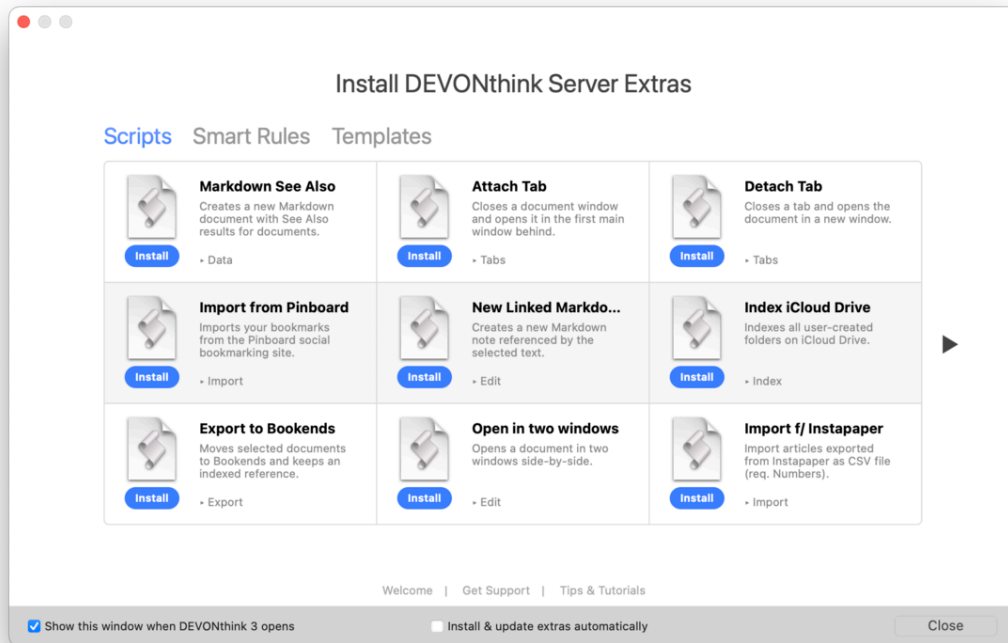 Install DEVONthink Server Extras
Scripts Smart Rules Templates
Markdown See Also
Creates a new Markdown
document with See Also
results for documents.
Install
▸ Data
Attach Tab
Closes a document window
and opens it in the first main
window behind.
Install
▸ Tabs
Detach Tab
Closes a tab and opens the
document in a new window.
Install
▸ Tabs
Import from Pinboard
Imports your bookmarks
from the Pinboard social
bookmarking site.
Install
▸ Import
New Linked Markdo...
Creates a new Markdown
note referenced by the
selected text.
Install
▸ Edit
Index iCloud Drive
Indexes all user-created
folders on iCloud Drive.
Install
▸ Index
Export to Bookends
Moves selected documents
to Bookends and keeps an
indexed reference.
Install
▸ Export
Open in two windows
Opens a document in two
windows side-by-side.
Install
▸ Edit
Import f/ Instapaper
Import articles exported
from Instapaper as CSV file
(req. Numbers).
Install
▸ Import
Welcome | Get Support | Tips & Tutorials
Show this window when DEVONthink 3 opens
Install & update extras automatically
Close